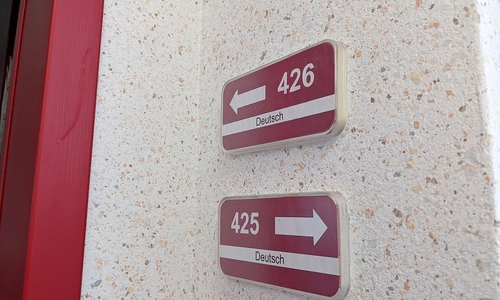 ← 426
Deutsch
425 →
Deutsch